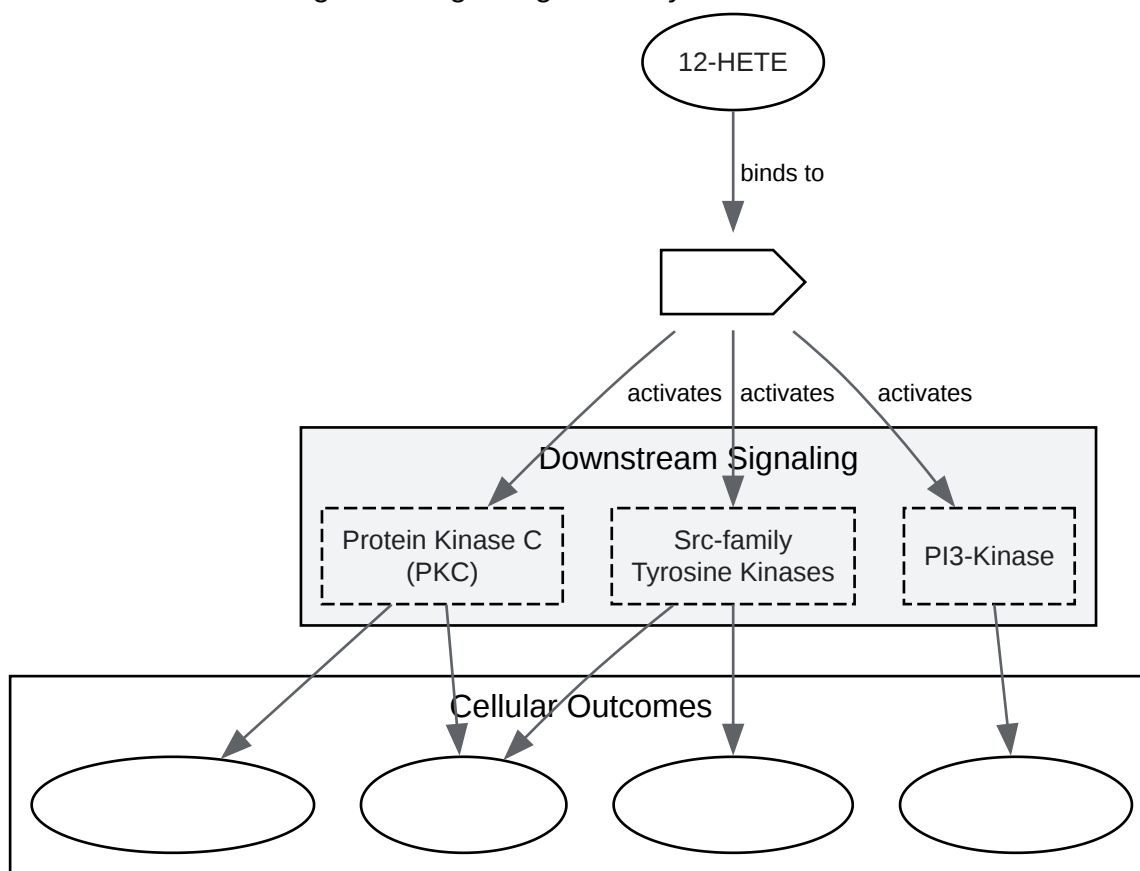 12-HETE
binds to
activates
activates
activates
Downstream Signaling
Protein Kinase C
(PKC)
Src-family
Tyrosine Kinases
PI3-Kinase
Cellular Outcomes